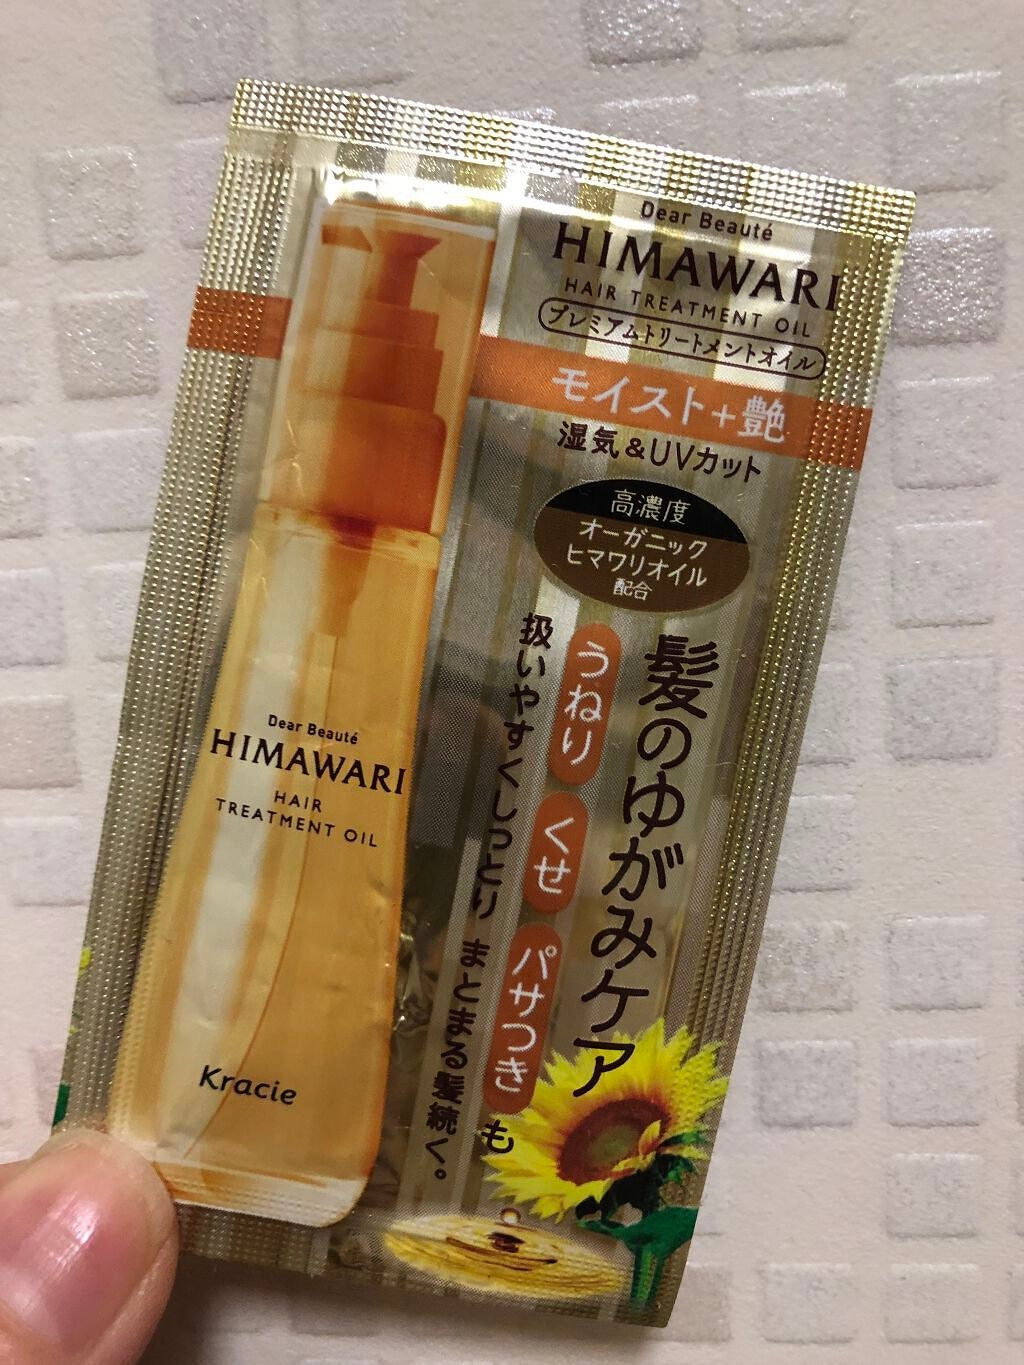 Dear Beauté
HIMAWARI
HAIR TREATMENT OIL
プレミアムトリートメントオイル
モイスト+艶
湿気&UVカット
高濃度
オーガニック
ヒマワリオイル
配合
髪のゆがみケア
うねり くせ パサつきも
扱いやすくしっとり まとまる髪続く。
Dear Beauté
HIMAWARI
HAIR
TREATMENT OIL
Kracie